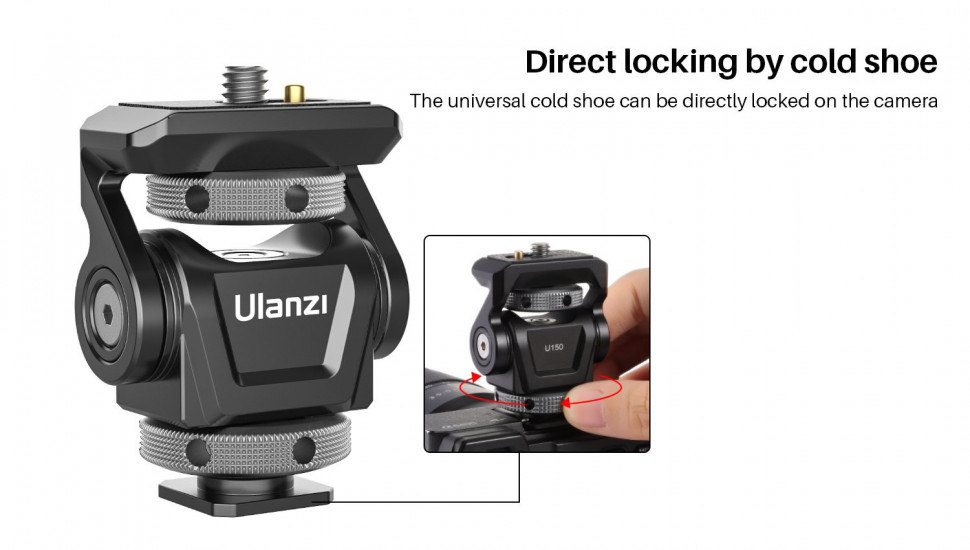 Direct locking by cold shoe
The universal cold shoe can be directly locked on the camera
Ulanzi
U150